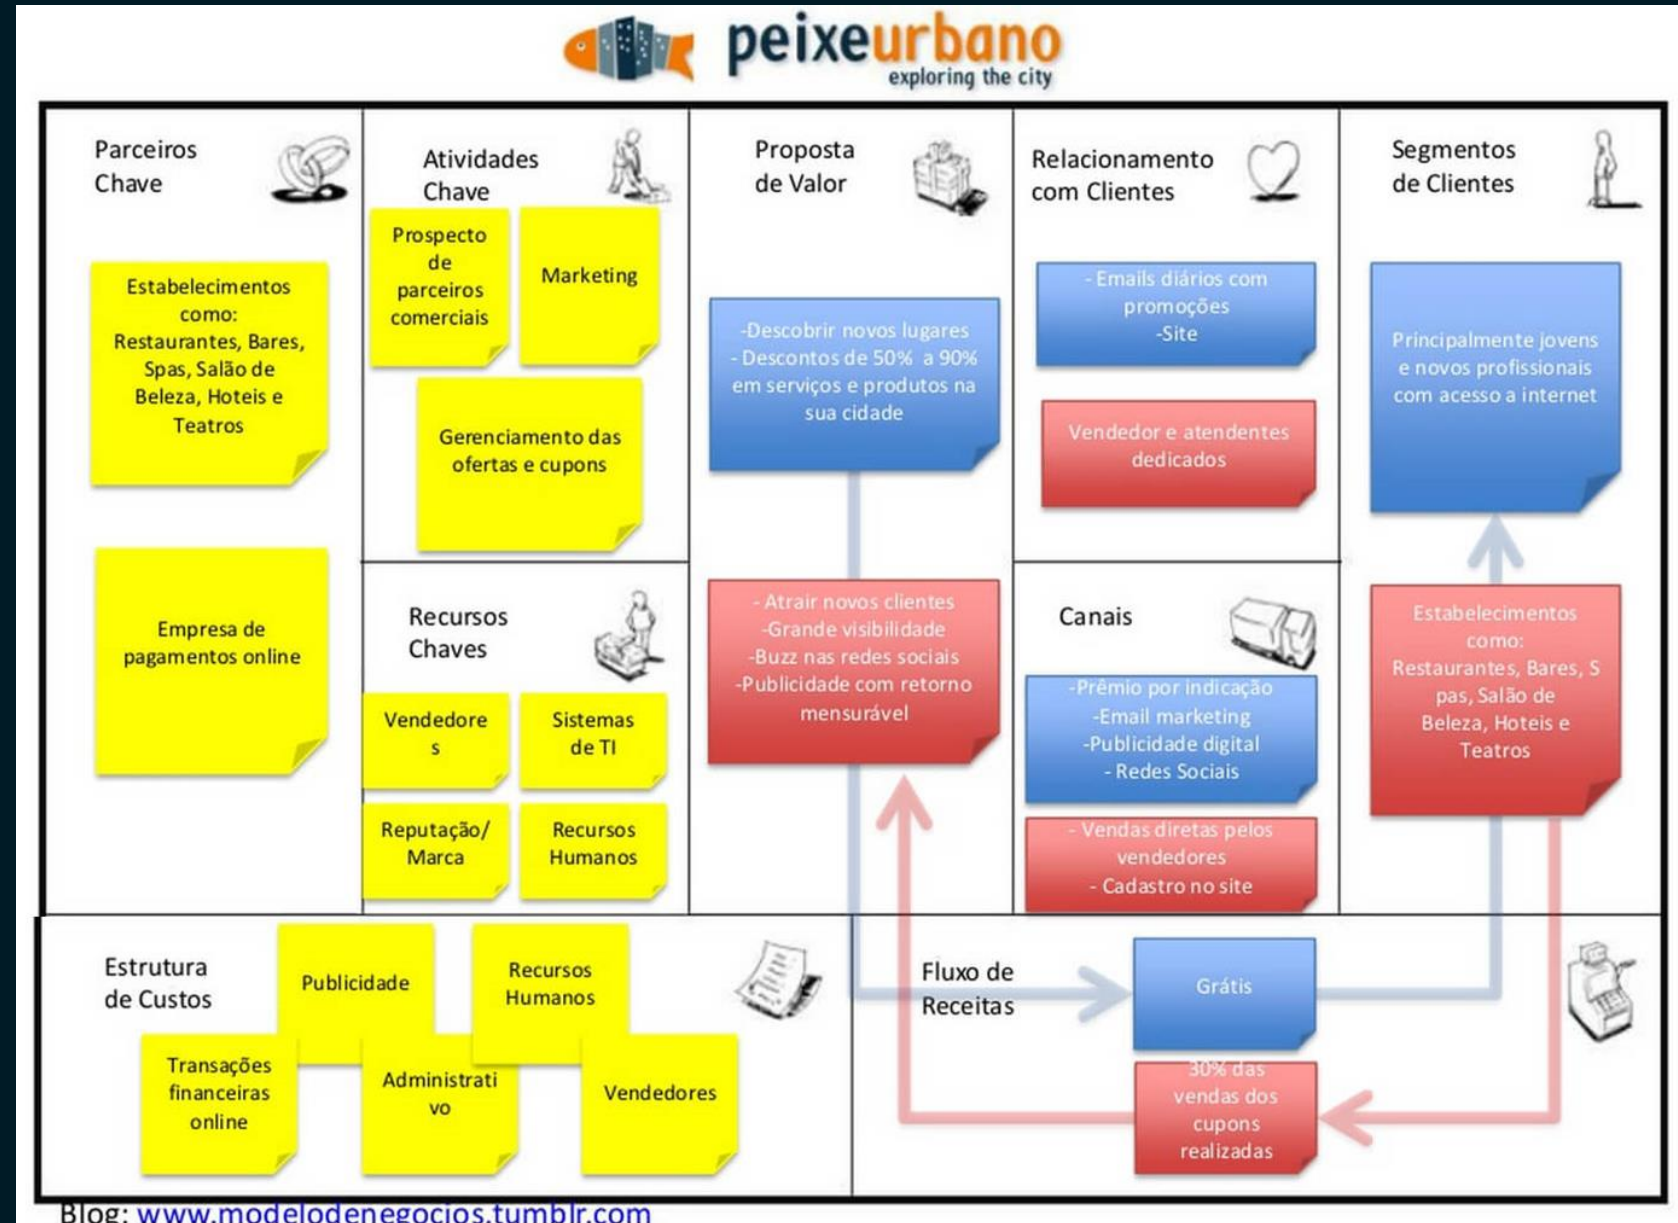 peixeurbano
exploring the city
Parceiros
Chave
Estabelecimentos
como:
Restaurantes, Bares,
Spas, Salão de
Beleza, Hoteis e
Teatros
Empresa de
pagamentos online
Atividades
Chave
Prospecto
de
parceiros
comerciais
Marketing
Gerenciamento das
ofertas e cupons
Recursos
Chaves
Vendedore
s
Sistemas
de TI
Reputação/
Marca
Recursos
Humanos
Proposta
de Valor
-Descobrir novos lugares
- Descontos de 50% a 90%
em serviços e produtos na
sua cidade
- Atrair novos clientes
-Grande visibilidade
-Buzz nas redes sociais
-Publicidade com retorno
mensurável
Relacionamento
com Clientes
- Emails diários com
promoções
-Site
Vendedor e atendentes
dedicados
Canais
-Prêmio por indicação
-Email marketing
-Publicidade digital
- Redes Sociais
- Vendas diretas pelos
vendedores
- Cadastro no site
Segmentos
de Clientes
Principalmente jovens
e novos profissionais
com acesso a internet
Estabelecimentos
como:
Restaurantes, Bares, S
pas, Salão de
Beleza, Hoteis e
Teatros
Estrutura
de Custos
Publicidade
Recursos
Humanos
Transações
financeiras
online
Administrati
vo
Vendedores
Fluxo de
Receitas
Grátis
30% das
vendas dos
cupons
realizadas
Blog: www.modelodenegocios.tumblr.com